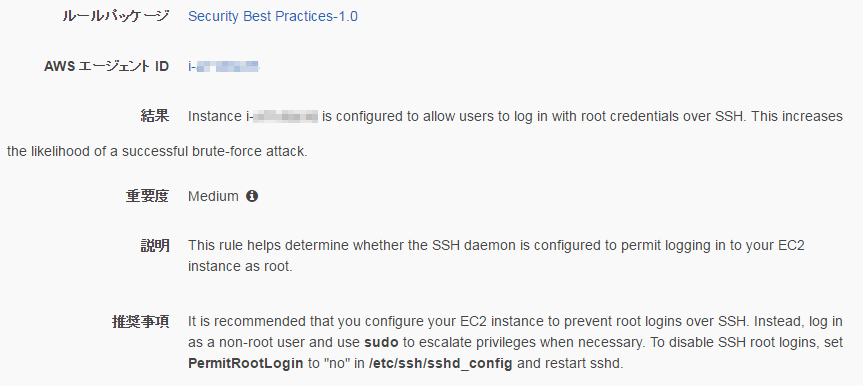 ルールパッケージ Security Best Practices-1.0
AWS エージェント ID i-
結果 Instance i- is configured to allow users to log in with root credentials over SSH. This increases
the likelihood of a successful brute-force attack.
重要度 Medium
説明 This rule helps determine whether the SSH daemon is configured to permit logging in to your EC2
instance as root.
推奨事項 It is recommended that you configure your EC2 instance to prevent root logins over SSH. Instead, log in
as a non-root user and use sudo to escalate privileges when necessary. To disable SSH root logins, set
PermitRootLogin to "no" in /etc/ssh/sshd_config and restart sshd.